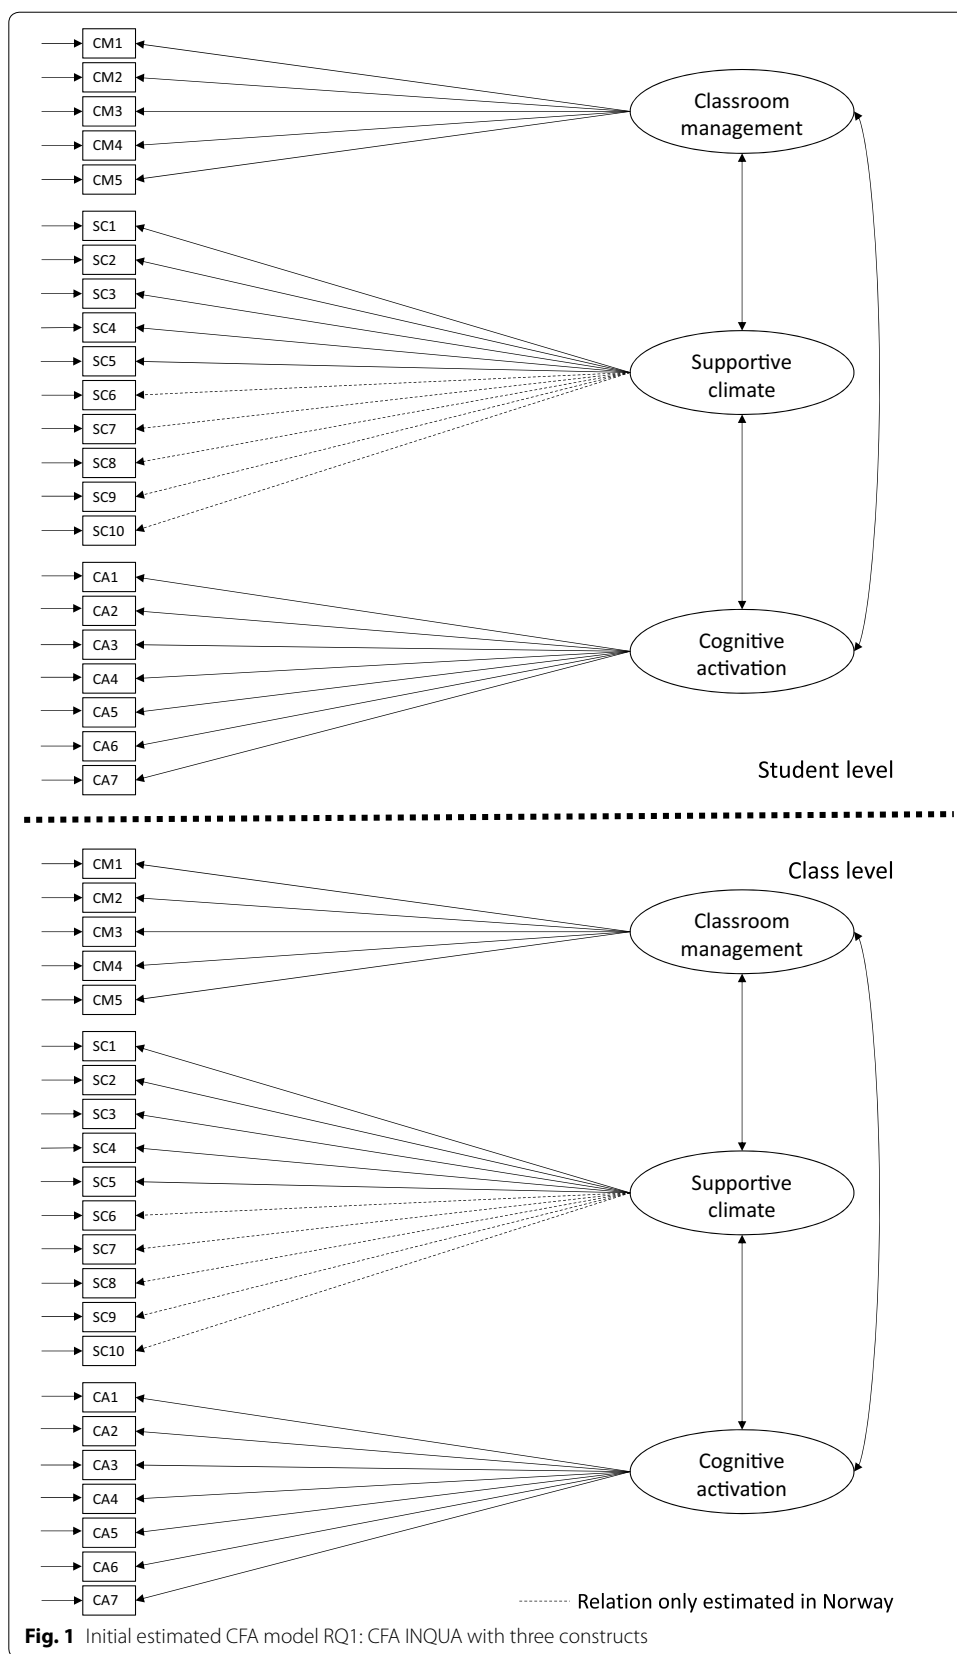 CM1
CM2
CM3
CM4
CM5
Classroom
management
SC1
SC2
SC3
SC4
SC5
SC6
SC7
SC8
SC9
SC10
Supportive
climate
CA1
CA2
CA3
CA4
CA5
CA6
CA7
Cognitive
activation
Student level
Class level
CM1
CM2
CM3
CM4
CM5
Classroom
management
SC1
SC2
SC3
SC4
SC5
SC6
SC7
SC8
SC9
SC10
Supportive
climate
CA1
CA2
CA3
CA4
CA5
CA6
CA7
Cognitive
activation
Relation only estimated in Norway
Fig. 1 Initial estimated CFA model RQ1: CFA INQUA with three constructs